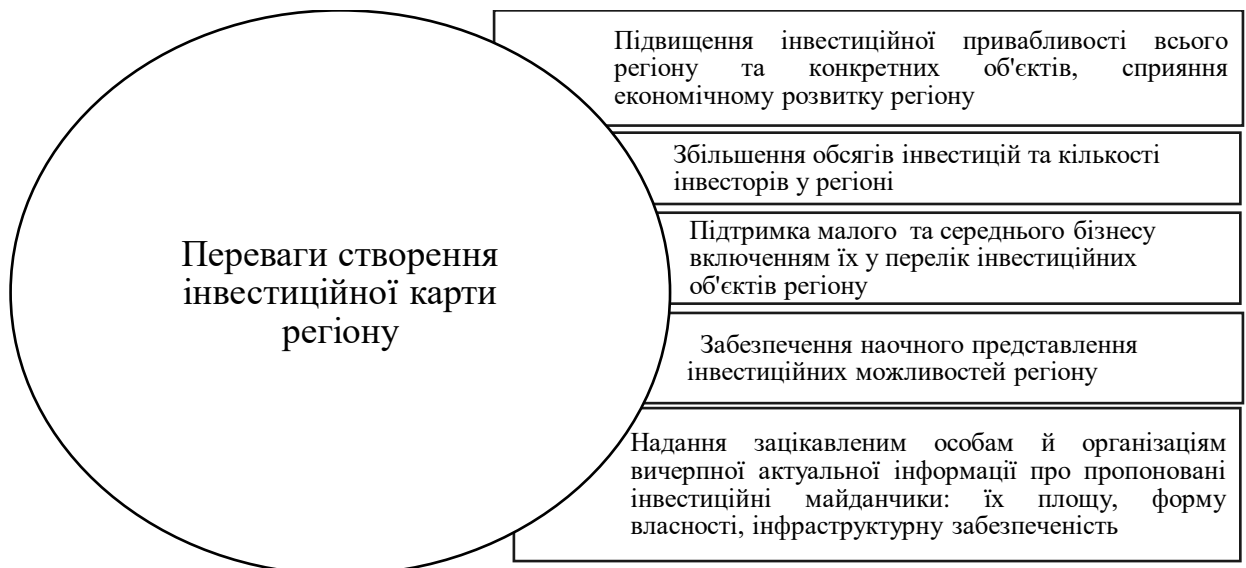 Переваги створення
інвестиційної карти
регіону
Підвищення інвестиційної привабливості всього
регіону та конкретних об'єктів, сприяння
економічному розвитку регіону
Збільшення обсягів інвестицій та кількості
інвесторів у регіоні
Підтримка малого та середнього бізнесу
включенням їх у перелік інвестиційних
об'єктів регіону
Забезпечення наочного представлення
інвестиційних можливостей регіону
Надання зацікавленим особам й організаціям
вичерпної актуальної інформації про пропоновані
інвестиційні майданчики: їх площу, форму
власності, інфраструктурну забезпеченість